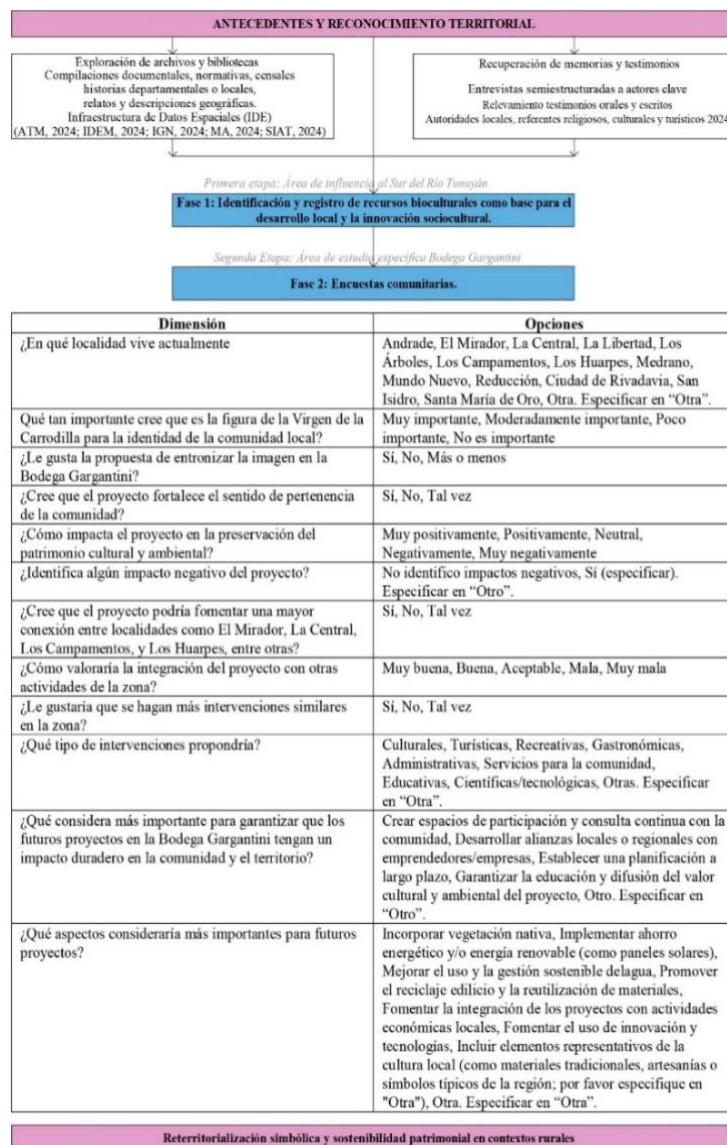 ANTECEDENTES Y RECONOCIMIENTO TERRITORIAL
Exploración de archivos y bibliotecas
Compilaciones documentales, normativas, censales
historias departamentales o locales,
relatos y descripciones geográficas.
Infraestructura de Datos Espaciales (IDE)
(ATM, 2024; IDEM, 2024; IGN, 2024; MA, 2024; SIAT, 2024)
Recuperación de memorias y testimonios
Entrevistas semiestructuradas a actores clave
Relevamiento testimonios orales y escritos
Autoridades locales, referentes religiosos, culturales y turísticos 2024
Primera etapa: Área de influencia al Sur del Río Tunuyán
Fase 1: Identificación y registro de recursos bioculturales como base para el
desarrollo local y la innovación sociocultural.
Segunda Etapa: Área de estudio específica Bodega Gargantini
Fase 2: Encuestas comunitarias.
Dimensión
Opciones
¿En qué localidad vive actualmente
Andrade, El Mirador, La Central, La Libertad, Los
Árboles, Los Campamentos, Los Huarpes, Medrano,
Mundo Nuevo, Reducción, Ciudad de Rivadavia, San
Isidro, Santa María de Oro, Otra. Especificar en “Otra”.
Qué tan importante cree que es la figura de la Virgen de la
Carrodilla para la identidad de la comunidad local?
Muy importante, Moderadamente importante, Poco
importante, No es importante
¿Le gusta la propuesta de entronizar la imagen en la
Bodega Gargantini?
Sí, No, Más o menos
¿Cree que el proyecto fortalece el sentido de pertenencia
de la comunidad?
Sí, No, Tal vez
¿Cómo impacta el proyecto en la preservación del
patrimonio cultural y ambiental?
Muy positivamente, Positivamente, Neutral,
Negativamente, Muy negativamente
¿Identifica algún impacto negativo del proyecto?
No identifico impactos negativos, Sí (especificar).
Especificar en “Otro”.
¿Cree que el proyecto podría fomentar una mayor
conexión entre localidades como El Mirador, La Central,
Los Campamentos, y Los Huarpes, entre otras?
Sí, No, Tal vez
¿Cómo valoraría la integración del proyecto con otras
actividades de la zona?
Muy buena, Buena, Aceptable, Mala, Muy mala
¿Le gustaría que se hagan más intervenciones similares
en la zona?
Sí, No, Tal vez
¿Qué tipo de intervenciones propondría?
Culturales, Turísticas, Recreativas, Gastronómicas,
Administrativas, Servicios para la comunidad,
Educativas, Científicas/tecnológicas, Otras. Especificar
en “Otra”.
¿Qué considera más importante para garantizar que los
futuros proyectos en la Bodega Gargantini tengan un
impacto duradero en la comunidad y el territorio?
Crear espacios de participación y consulta continua con la
comunidad, Desarrollar alianzas locales o regionales con
emprendedores/empresas, Establecer una planificación a
largo plazo, Garantizar la educación y difusión del valor
cultural y ambiental del proyecto, Otro. Especificar en
“Otro”.
¿Qué aspectos consideraría más importantes para futuros
proyectos?
Incorporar vegetación nativa, Implementar ahorro
energético y/o energía renovable (como paneles solares),
Mejorar el uso y la gestión sostenible delagua, Promover
el reciclaje edilicio y la reutilización de materiales,
Fomentar la integración de los proyectos con actividades
económicas locales, Fomentar el uso de innovación y
tecnologías, Incluir elementos representativos de la
cultura local (como materiales tradicionales, artesanías o
símbolos típicos de la región; por favor especifique en
"Otra"), Otra. Especificar en “Otra”.
Reterritorialización simbólica y sostenibilidad patrimonial en contextos rurales